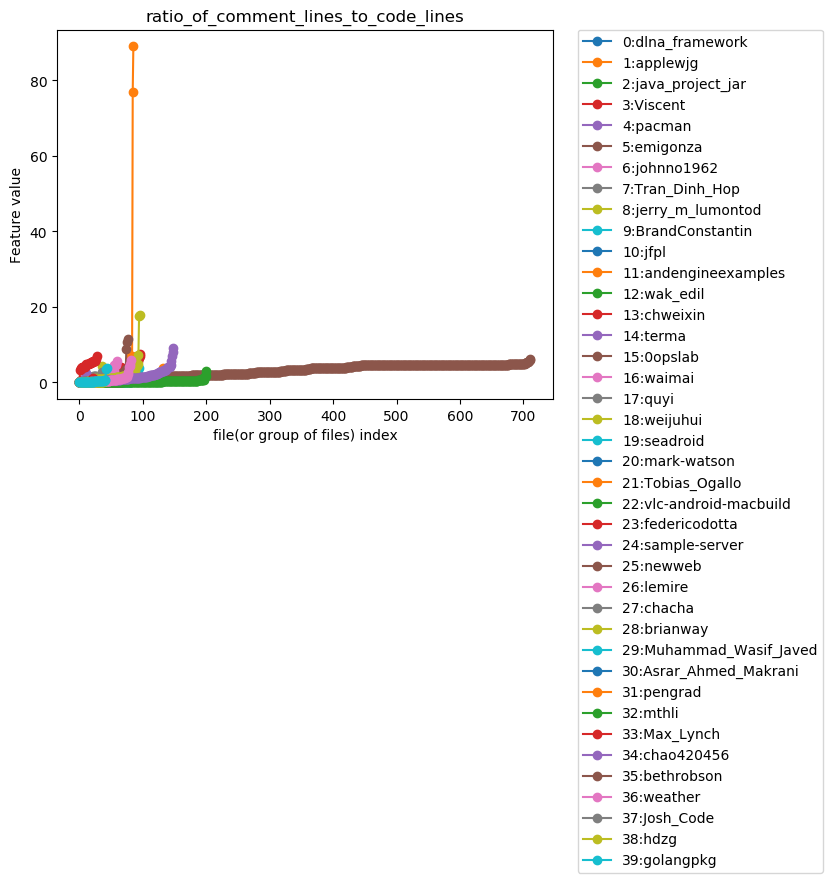 ratio_of_comment_lines_to_code_lines
Feature value
80
60
40
20
0
0 100 200 300 400 500 600 700
file(or group of files) index
0:dlna_framework
1:applewjg
2:java_project_jar
3:Viscent
4:pacman
5:emigonza
6:johnno1962
7:Tran_Dinh_Hop
8:jerry_m_lumontod
9:BrandConstantin
10:jfpl
11:andengineexamples
12:wak_edil
13:chweixin
14:terma
15:0opslab
16:waimai
17:quyi
18:weijuhui
19:seadroid
20:mark-watson
21:Tobias_Ogallo
22:vlc-android-macbuild
23:federicodotta
24:sample-server
25:newweb
26:lemire
27:chacha
28:brianway
29:Muhammad_Wasif_Javed
30:Asrar_Ahmed_Makrani
31:pengrad
32:mthli
33:Max_Lynch
34:chao420456
35:bethrobson
36:weather
37:Josh_Code
38:hdzg
39:golangpkg